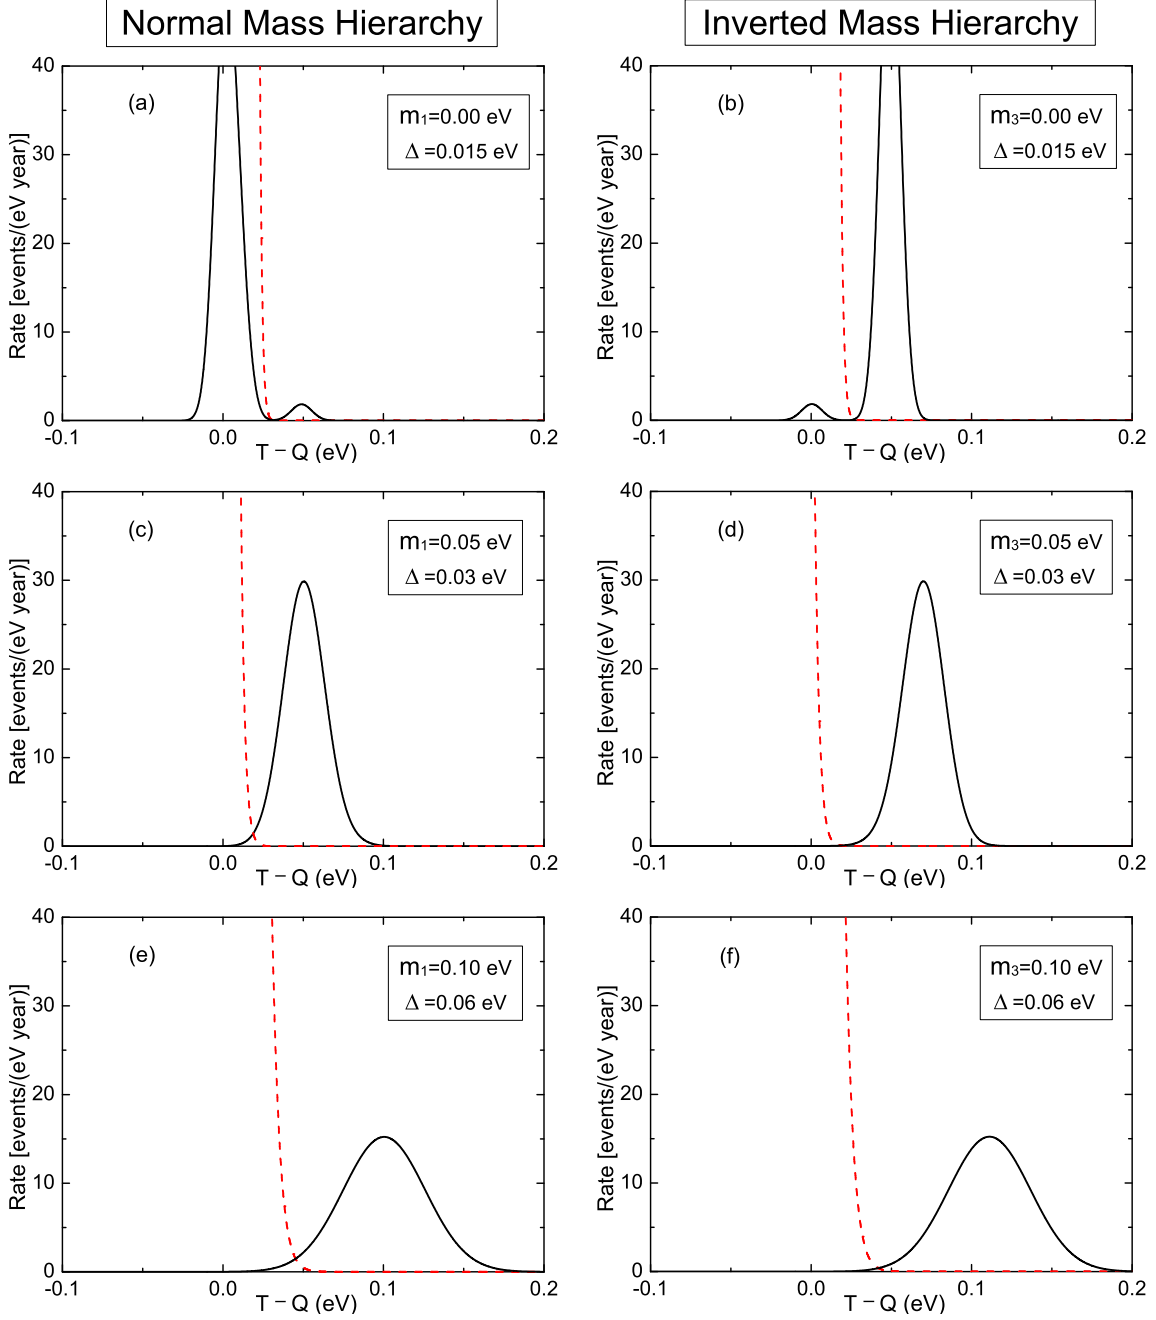 Normal Mass Hierarchy
Inverted Mass Hierarchy
(a)
m₁=0.00 eV
Δ =0.015 eV
Rate [events/(eV year)]
40
30
20
10
0
-0.1
0.0
0.1
0.2
T − Q (eV)
(b)
m₃=0.00 eV
Δ =0.015 eV
Rate [events/(eV year)]
40
30
20
10
0
-0.1
0.0
0.1
0.2
T − Q (eV)
(c)
m₁=0.05 eV
Δ =0.03 eV
Rate [events/(eV year)]
40
30
20
10
0
-0.1
0.0
0.1
0.2
T − Q (eV)
(d)
m₃=0.05 eV
Δ =0.03 eV
Rate [events/(eV year)]
40
30
20
10
0
-0.1
0.0
0.1
0.2
T − Q (eV)
(e)
m₁=0.10 eV
Δ =0.06 eV
Rate [events/(eV year)]
40
30
20
10
0
-0.1
0.0
0.1
0.2
T − Q (eV)
(f)
m₃=0.10 eV
Δ =0.06 eV
Rate [events/(eV year)]
40
30
20
10
0
-0.1
0.0
0.1
0.2
T − Q (eV)